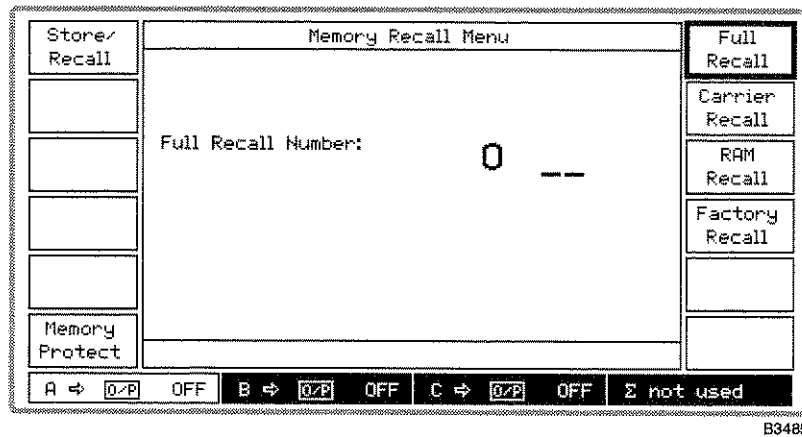 Store/
Recall
Memory Recall Menu
Full
Recall
Carrier
Recall
Full Recall Number:
0 __
RAM
Recall
Factory
Recall
Memory
Protect
A ⇨ O/P OFF
B ⇨ O/P OFF
C ⇨ O/P OFF
Σ not used